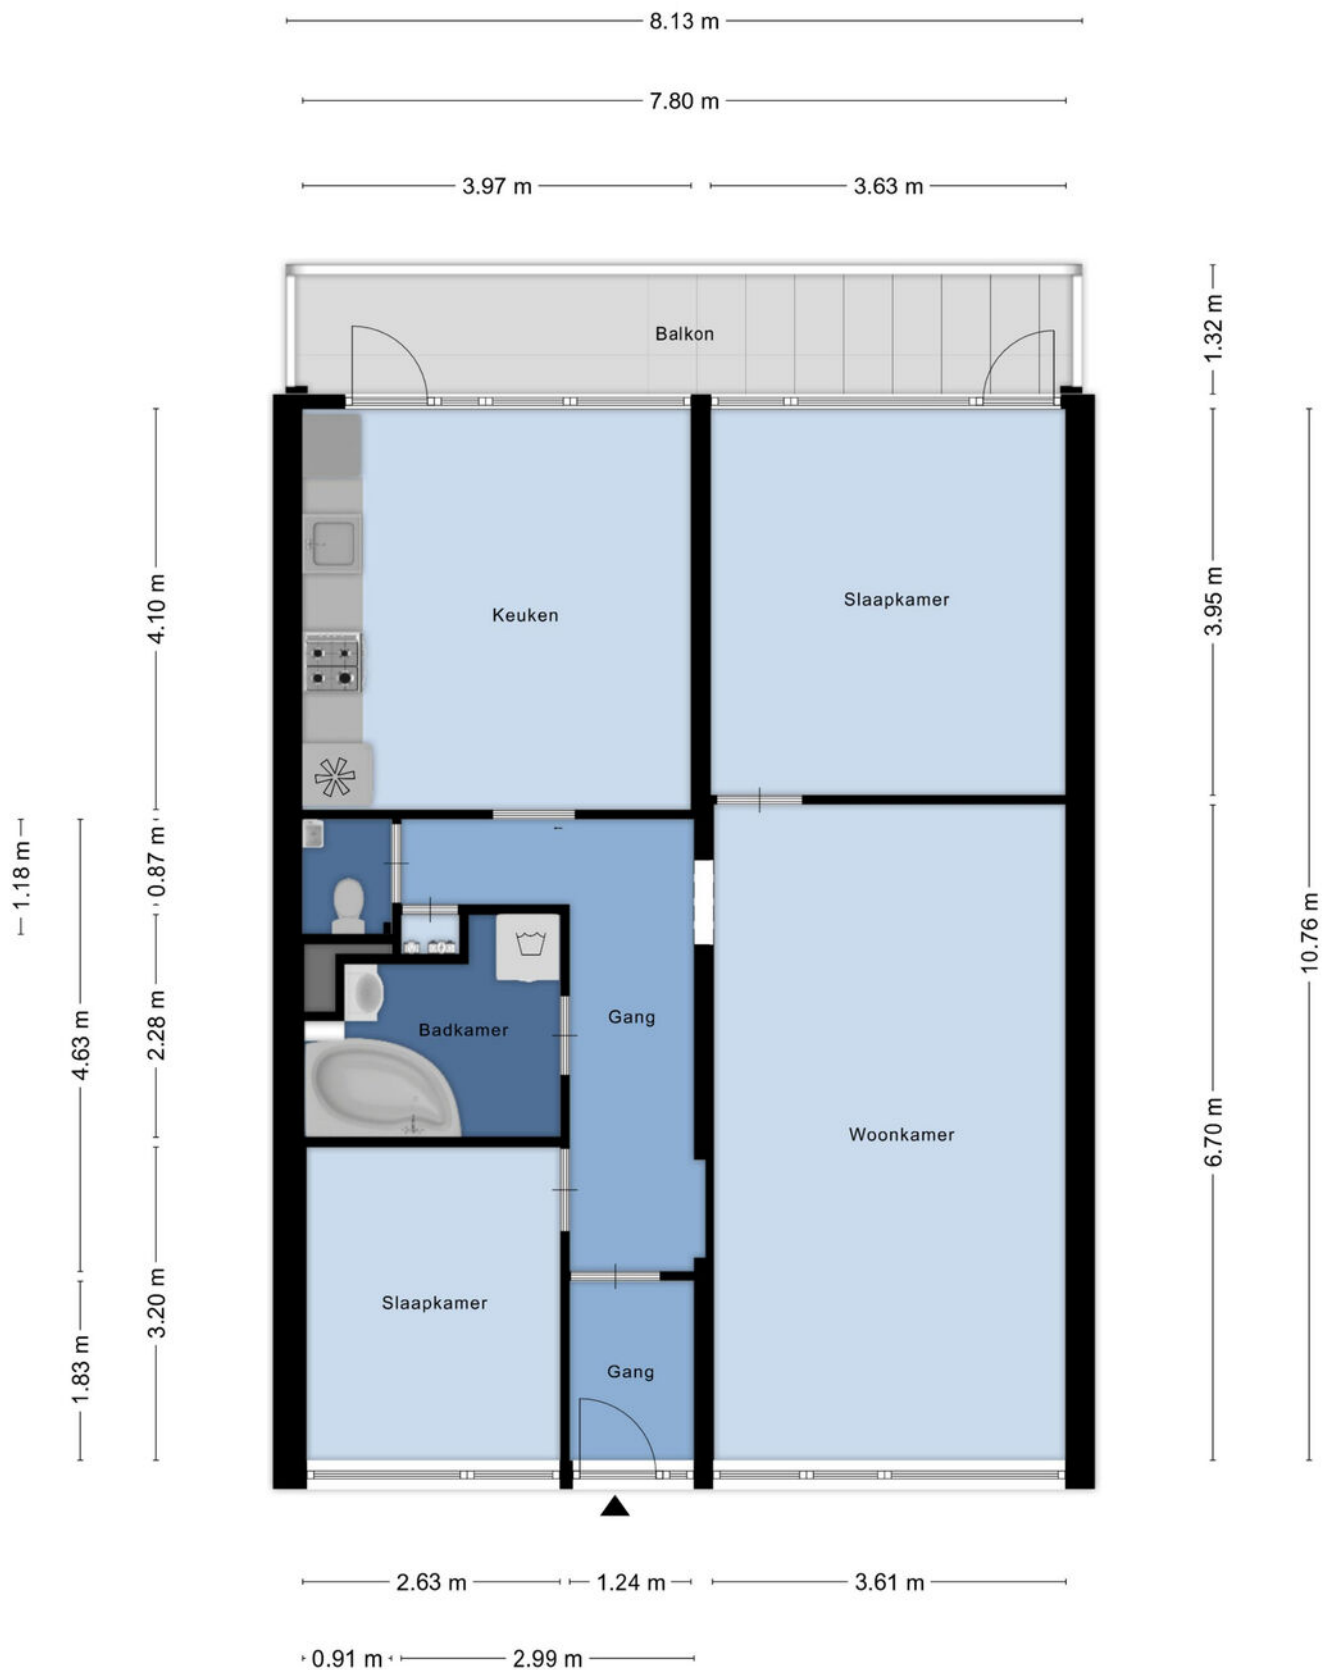 8.13 m
7.80 m
3.97 m
3.63 m
Balkon
1.32 m
4.10 m
Keuken
Slaapkamer
3.95 m
10.76 m
1.18 m
0.87 m
4.63 m
2.28 m
Badkamer
Gang
Woonkamer
6.70 m
1.83 m
3.20 m
Slaapkamer
Gang
2.63 m
1.24 m
3.61 m
0.91 m
2.99 m